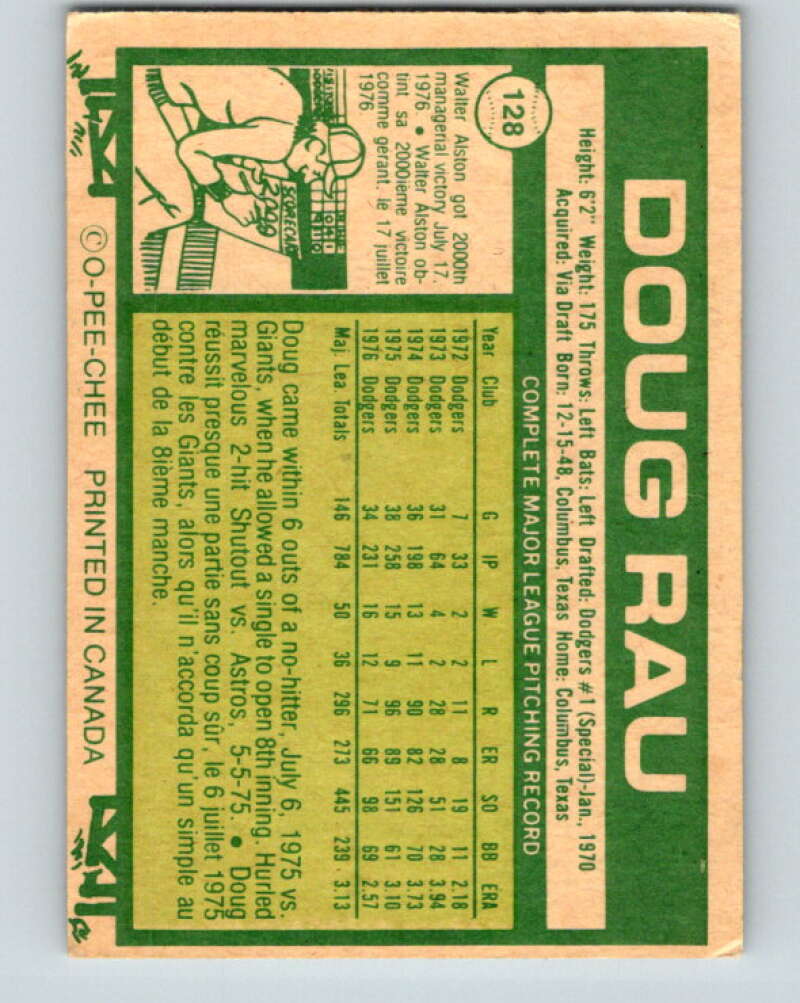 128
DOUG RAU
Height: 6'2" Weight: 175 Throws: Left Bats: Left Drafted: Dodgers #1 (Special)-Jan., 1970
Acquired: Via Draft Born: 12-15-48, Columbus, Texas Home: Columbus, Texas
COMPLETE MAJOR LEAGUE PITCHING RECORD
Year Club G IP W L R ER SO BB ERA
1972 Dodgers 7 33 2 2 11 8 19 11 2.18
1973 Dodgers 31 64 4 2 28 28 51 28 3.94
1974 Dodgers 36 198 13 11 90 82 126 70 3.73
1975 Dodgers 38 258 15 9 96 89 151 61 3.10
1976 Dodgers 34 231 16 12 71 66 98 69 2.57
Maj. Lea. Totals 146 784 50 36 296 273 445 239 3.13
Doug came within 6 outs of a no-hitter, July 6, 1975 vs.
Giants, when he allowed a single to open 8th inning. Hurled
marvelous 2-hit Shutout vs. Astros, 5-5-75. • Doug
réussit presque une partie sans coup sûr, le 6 juillet 1975
contre les Giants, alors qu'il n'accorda qu'un simple au
début de la 8ième manche.
Walter Alston got 2000th
managerial victory July 17.
1976. • Walter Alston ob-
tint sa 2000ième victoire
comme gerant. le 17 juillet
1976
SCORECARD
2000
© O-PEE-CHEE PRINTED IN CANADA